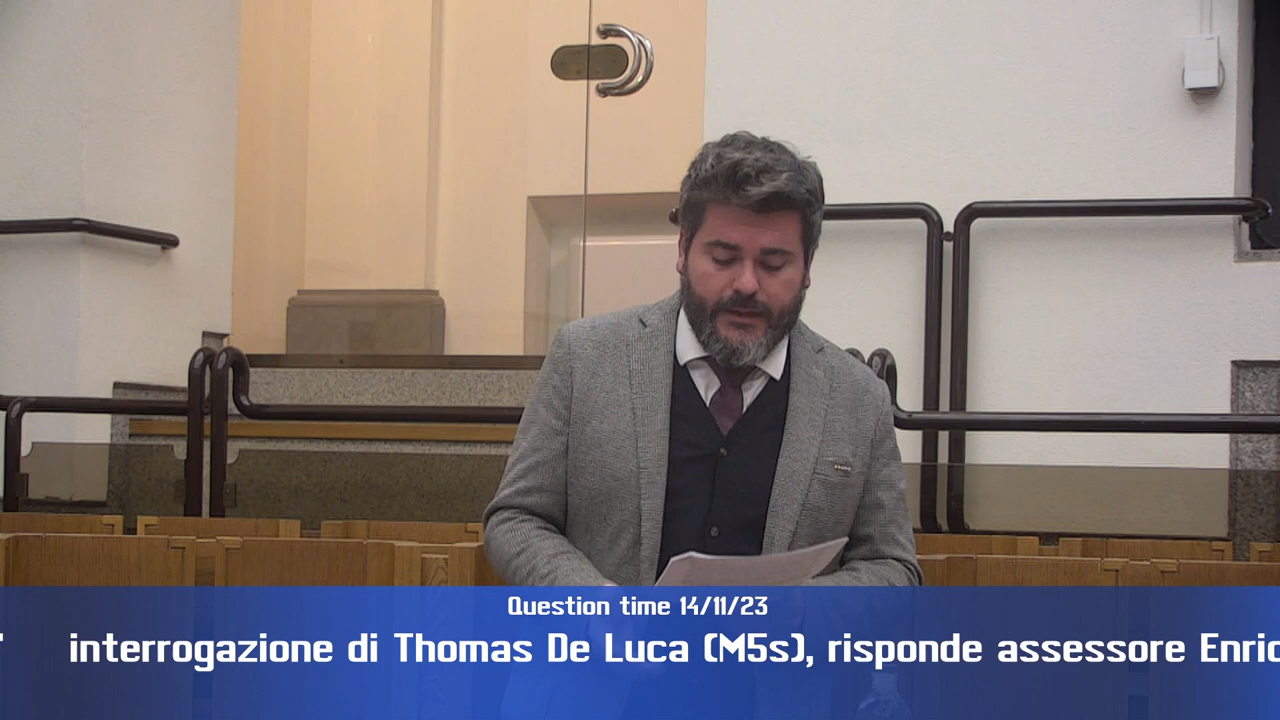 Question time 14/11/23
interrogazione di Thomas De Luca (M5s), risponde assessore